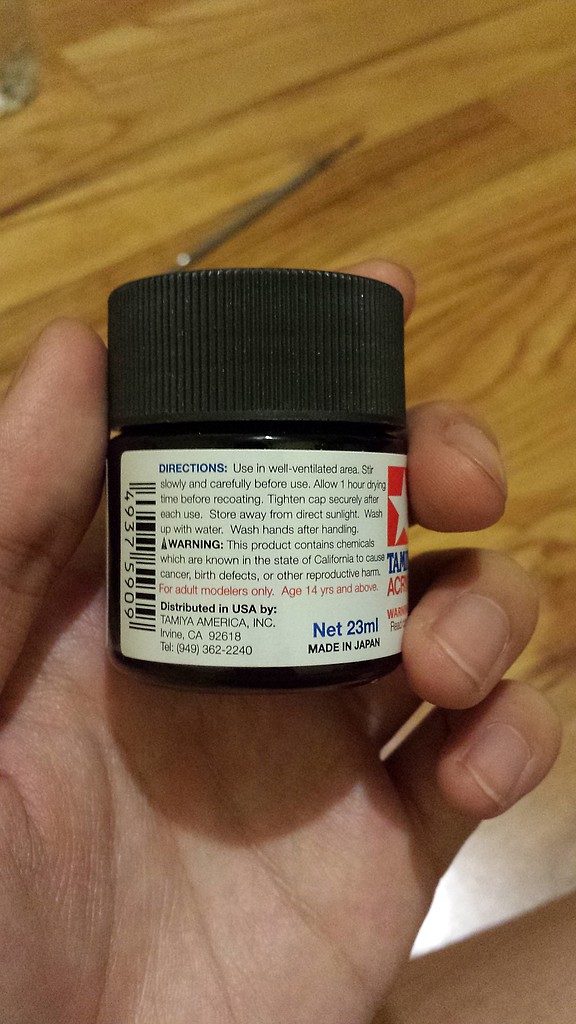 DIRECTIONS: Use in well-ventilated area. Stir
slowly and carefully before use. Allow 1 hour drying
time before recoating. Tighten cap securely after
each use. Store away from direct sunlight. Wash
up with water. Wash hands after handling.
⚠WARNING: This product contains chemicals
which are known in the state of California to cause
cancer, birth defects, or other reproductive harm.
For adult modelers only. Age 14 yrs and above.
Distributed in USA by:
TAMIYA AMERICA, INC.
Irvine, CA 92618
Tel: (949) 362-2240
Net 23ml
MADE IN JAPAN
4937 5909
TAMI
ACR
WARN